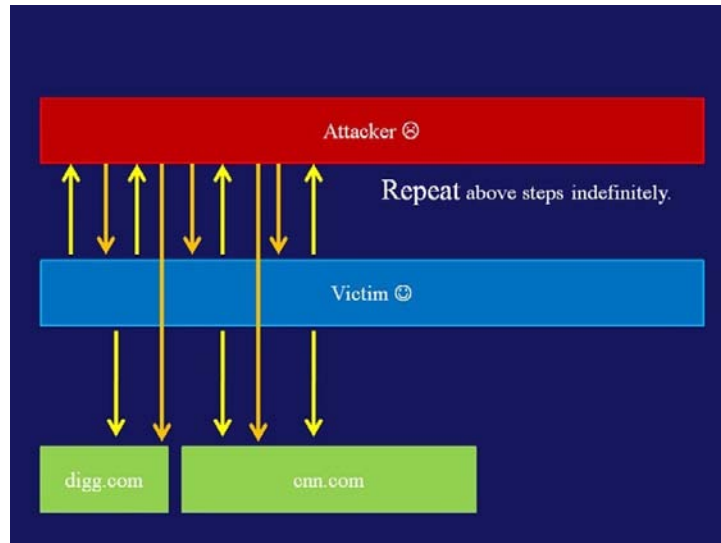 Attacker ☹
Repeat above steps indefinitely.
Victim ☺
digg.com
cnn.com